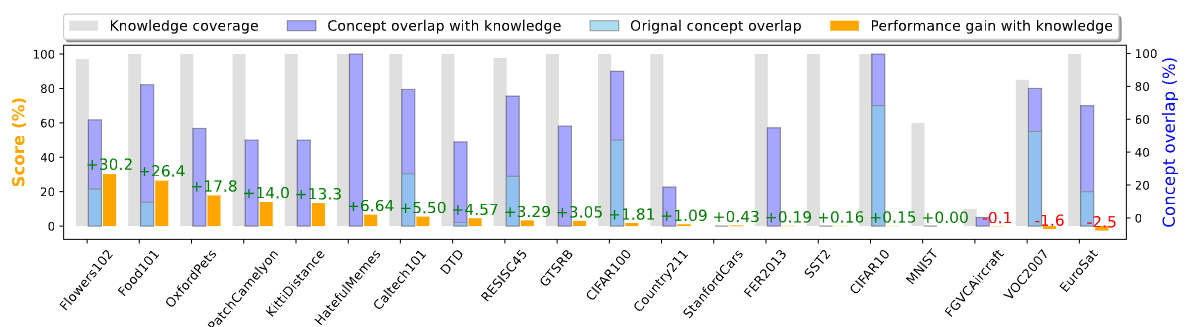 Knowledge coverage Concept overlap with knowledge Orignal concept overlap Performance gain with knowledge
Score (%)
100
80
60
40
20
0
+30.2 +26.4 +17.8 +14.0 +13.3 +6.64 +5.50 +4.57 +3.29 +3.05 +1.81 +1.09 +0.43 +0.19 +0.16 +0.15 +0.00 -0.1 -1.6 -2.5
100
80
60
40
20
0
Concept overlap (%)
Flowers102 Food101 OxfordPets PatchCamelyon KittiDistance HatefulMemes Caltech101 DTD RESISC45 GTSRB CIFAR100 Country211 StanfordCars FER2013 SST2 CIFAR10 MNIST FGVCAircraft VOC2007 EuroSat